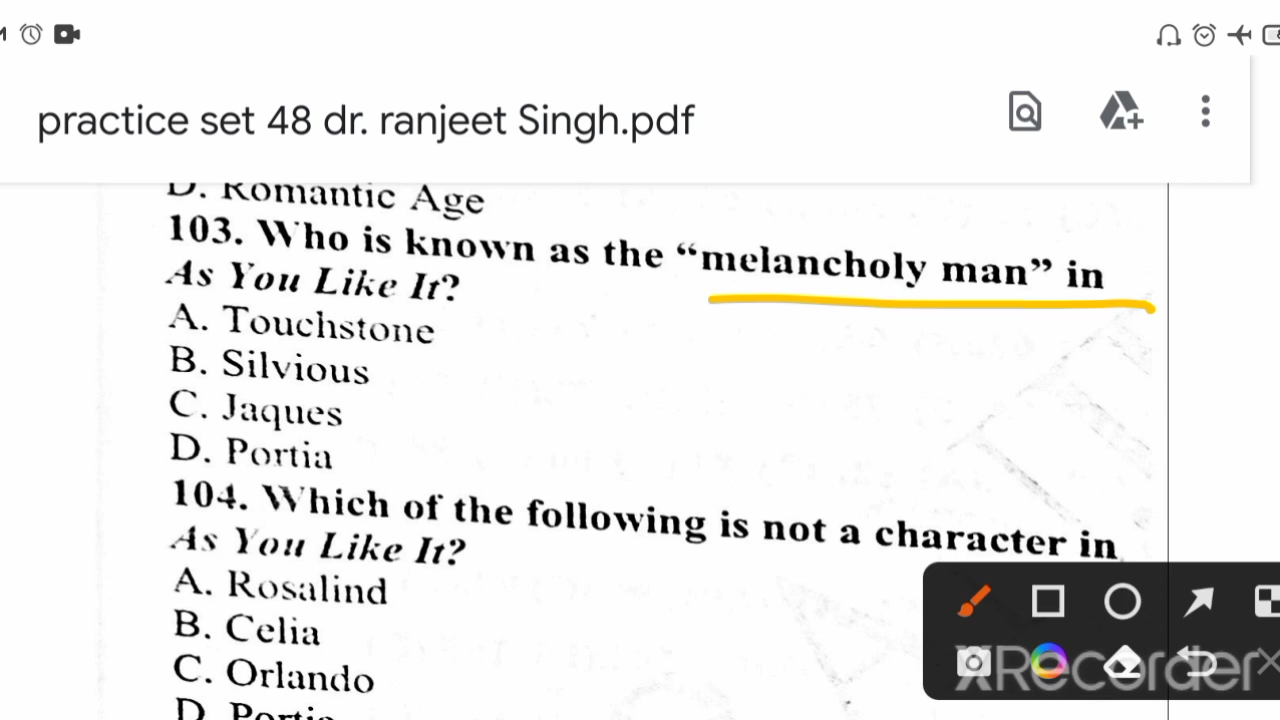 practice set 48 dr. ranjeet Singh.pdf
D. Romantic Age
103. Who is known as the “melancholy man” in
As You Like It?
A. Touchstone
B. Silvious
C. Jaques
D. Portia
104. Which of the following is not a character in
As You Like It?
A. Rosalind
B. Celia
C. Orlando
D. Portia
XRecorder